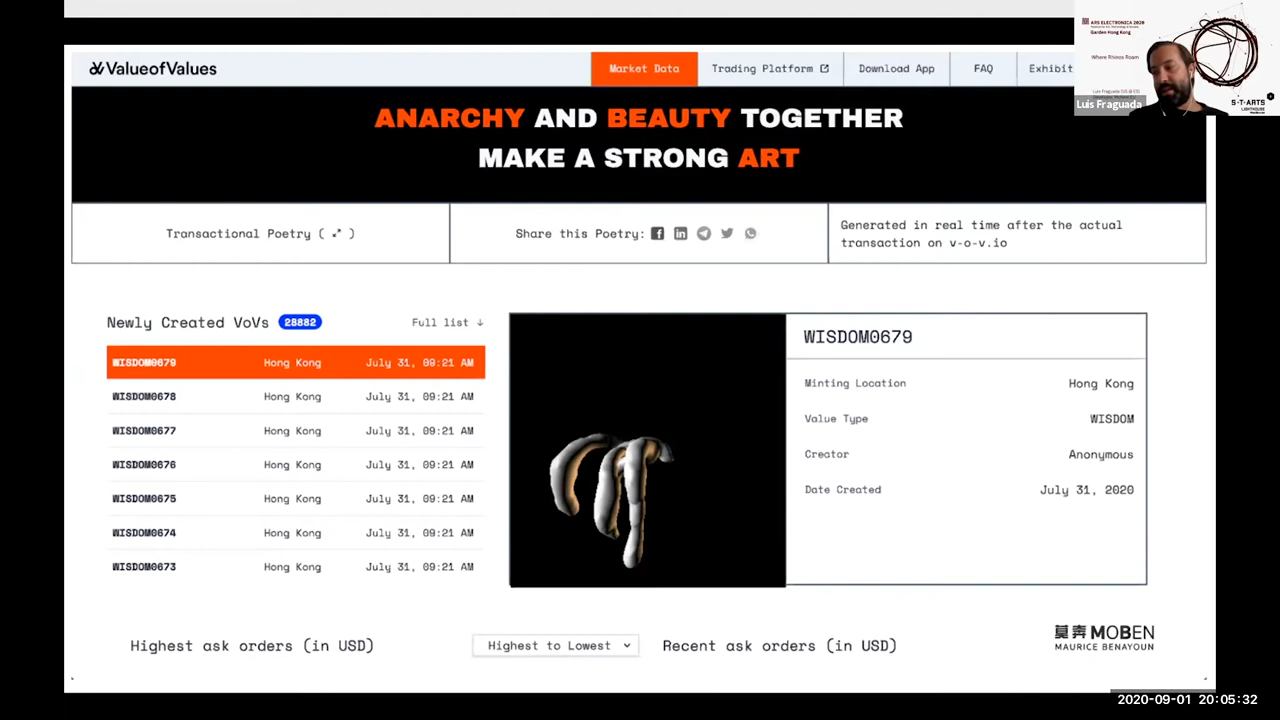 ValueofValues
Market Data
Trading Platform
Download App
FAQ
Exhibit
ARS ELECTRONICA 2020
Garden Hong Kong
Where Rhinos Roam
Luis Fraguada
S+T+ARTS
ANARCHY AND BEAUTY TOGETHER
MAKE A STRONG ART
Transactional Poetry ( )
Share this Poetry:
Generated in real time after the actual
transaction on v-o-v.io
Newly Created VoVs 28882 Full list ↓
WISDOM0679 Hong Kong July 31, 09:21 AM
WISDOM0678 Hong Kong July 31, 09:21 AM
WISDOM0677 Hong Kong July 31, 09:21 AM
WISDOM0676 Hong Kong July 31, 09:21 AM
WISDOM0675 Hong Kong July 31, 09:21 AM
WISDOM0674 Hong Kong July 31, 09:21 AM
WISDOM0673 Hong Kong July 31, 09:21 AM
WISDOM0679
Minting Location Hong Kong
Value Type WISDOM
Creator Anonymous
Date Created July 31, 2020
Highest ask orders (in USD)
Highest to Lowest
Recent ask orders (in USD)
莫奔 MOBEN
MAURICE BENAYOUN
2020-09-01 20:05:32